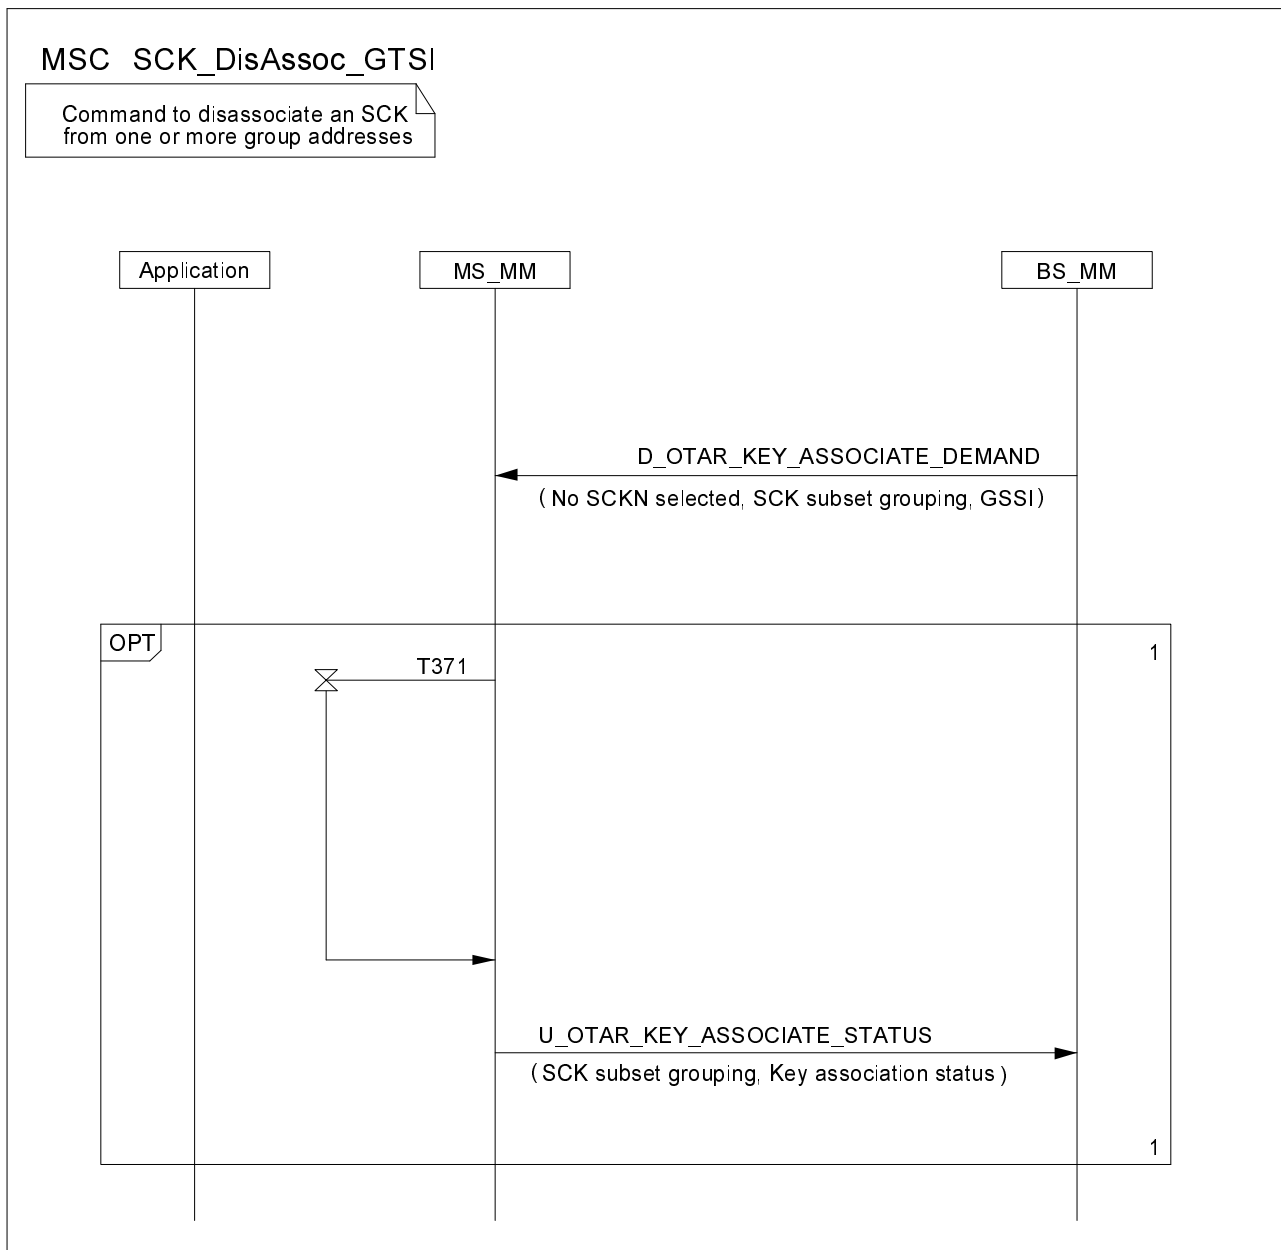 MSC SCK_DisAssoc_GTSI
Command to disassociate an SCK
from one or more group addresses
Application
MS_MM
BS_MM
D_OTAR_KEY_ASSOCIATE_DEMAND
(No SCKN selected, SCK subset grouping, GSSI)
OPT
1
T371
U_OTAR_KEY_ASSOCIATE_STATUS
(SCK subset grouping, Key association status)
1